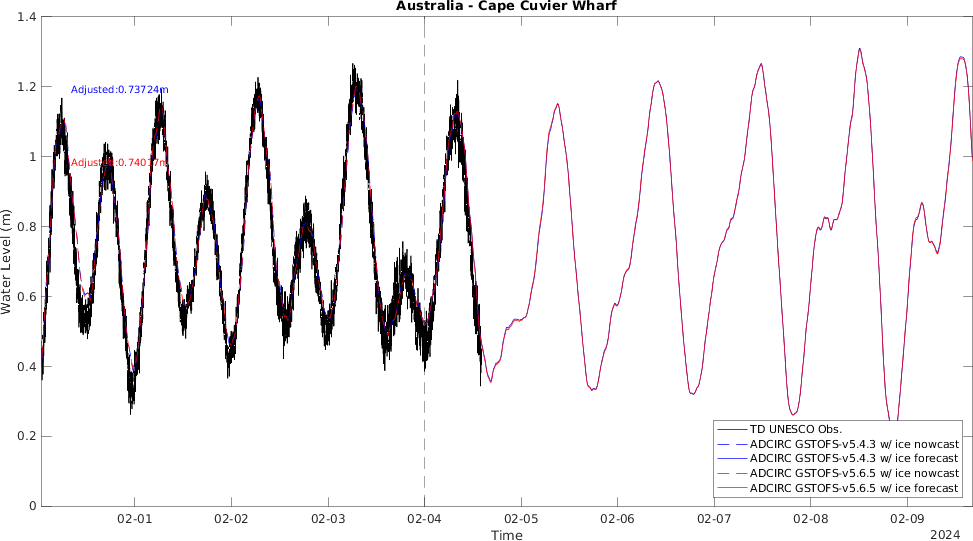 Australia - Cape Cuvier Wharf
1.4
1.2
1
0.8
0.6
0.4
0.2
0
Water Level (m)
Adjusted:0.73724m
Adjusted:0.74017m
TD UNESCO Obs.
ADCIRC GSTOFS-v5.4.3 w/ ice nowcast
ADCIRC GSTOFS-v5.4.3 w/ ice forecast
ADCIRC GSTOFS-v5.6.5 w/ ice nowcast
ADCIRC GSTOFS-v5.6.5 w/ ice forecast
02-01 02-02 02-03 02-04 02-05 02-06 02-07 02-08 02-09
Time
2024